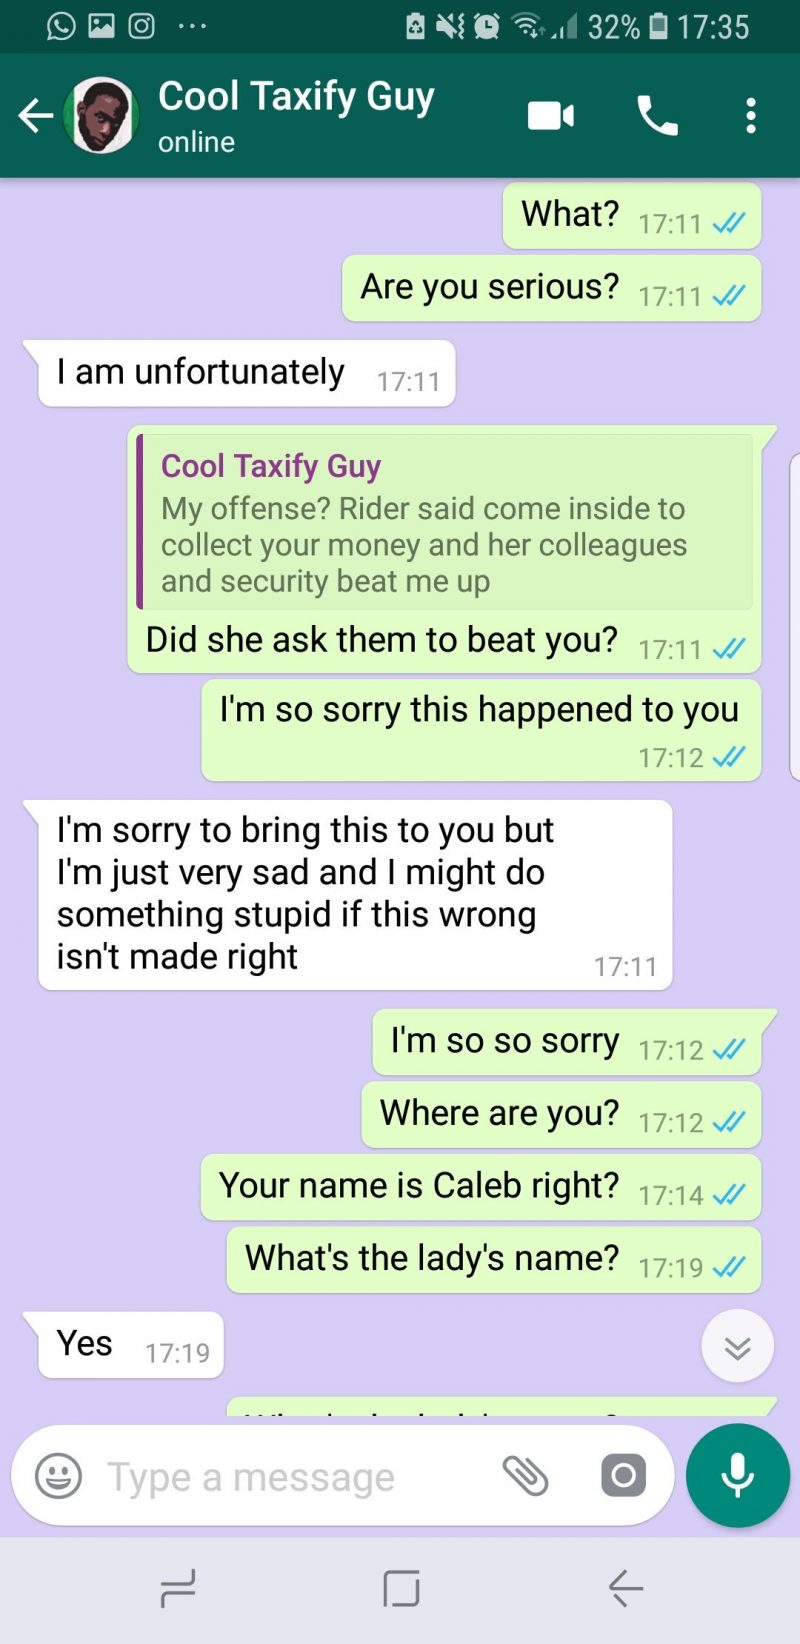 32% 17:35
Cool Taxify Guy
online
What? 17:11
Are you serious? 17:11
I am unfortunately 17:11
Cool Taxify Guy
My offense? Rider said come inside to
collect your money and her colleagues
and security beat me up
Did she ask them to beat you? 17:11
I'm so sorry this happened to you
17:12
I'm sorry to bring this to you but
I'm just very sad and I might do
something stupid if this wrong
isn't made right 17:11
I'm so so sorry 17:12
Where are you? 17:12
Your name is Caleb right? 17:14
What's the lady's name? 17:19
Yes 17:19
Type a message